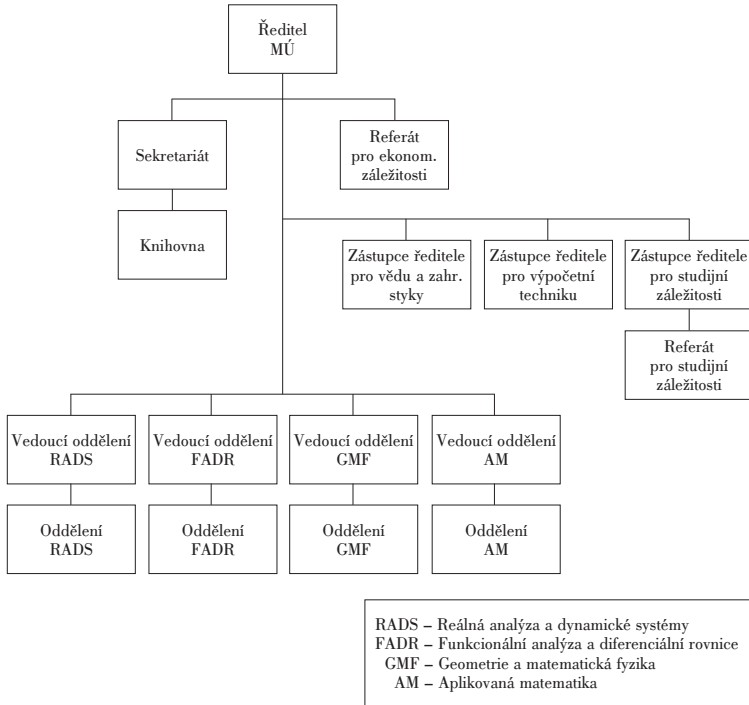 Ředitel
MÚ
Sekretariát
Referát
pro ekonom.
záležitosti
Knihovna
Zástupce ředitele
pro vědu a zahr.
styky
Zástupce ředitele
pro výpočetní
techniku
Zástupce ředitele
pro studijní
záležitosti
Referát
pro studijní
záležitosti
Vedoucí oddělení
RADS
Vedoucí oddělení
FADR
Vedoucí oddělení
GMF
Vedoucí oddělení
AM
Oddělení
RADS
Oddělení
FADR
Oddělení
GMF
Oddělení
AM
RADS – Reálná analýza a dynamické systémy
FADR – Funkcionální analýza a diferenciální rovnice
GMF – Geometrie a matematická fyzika
AM – Aplikovaná matematika